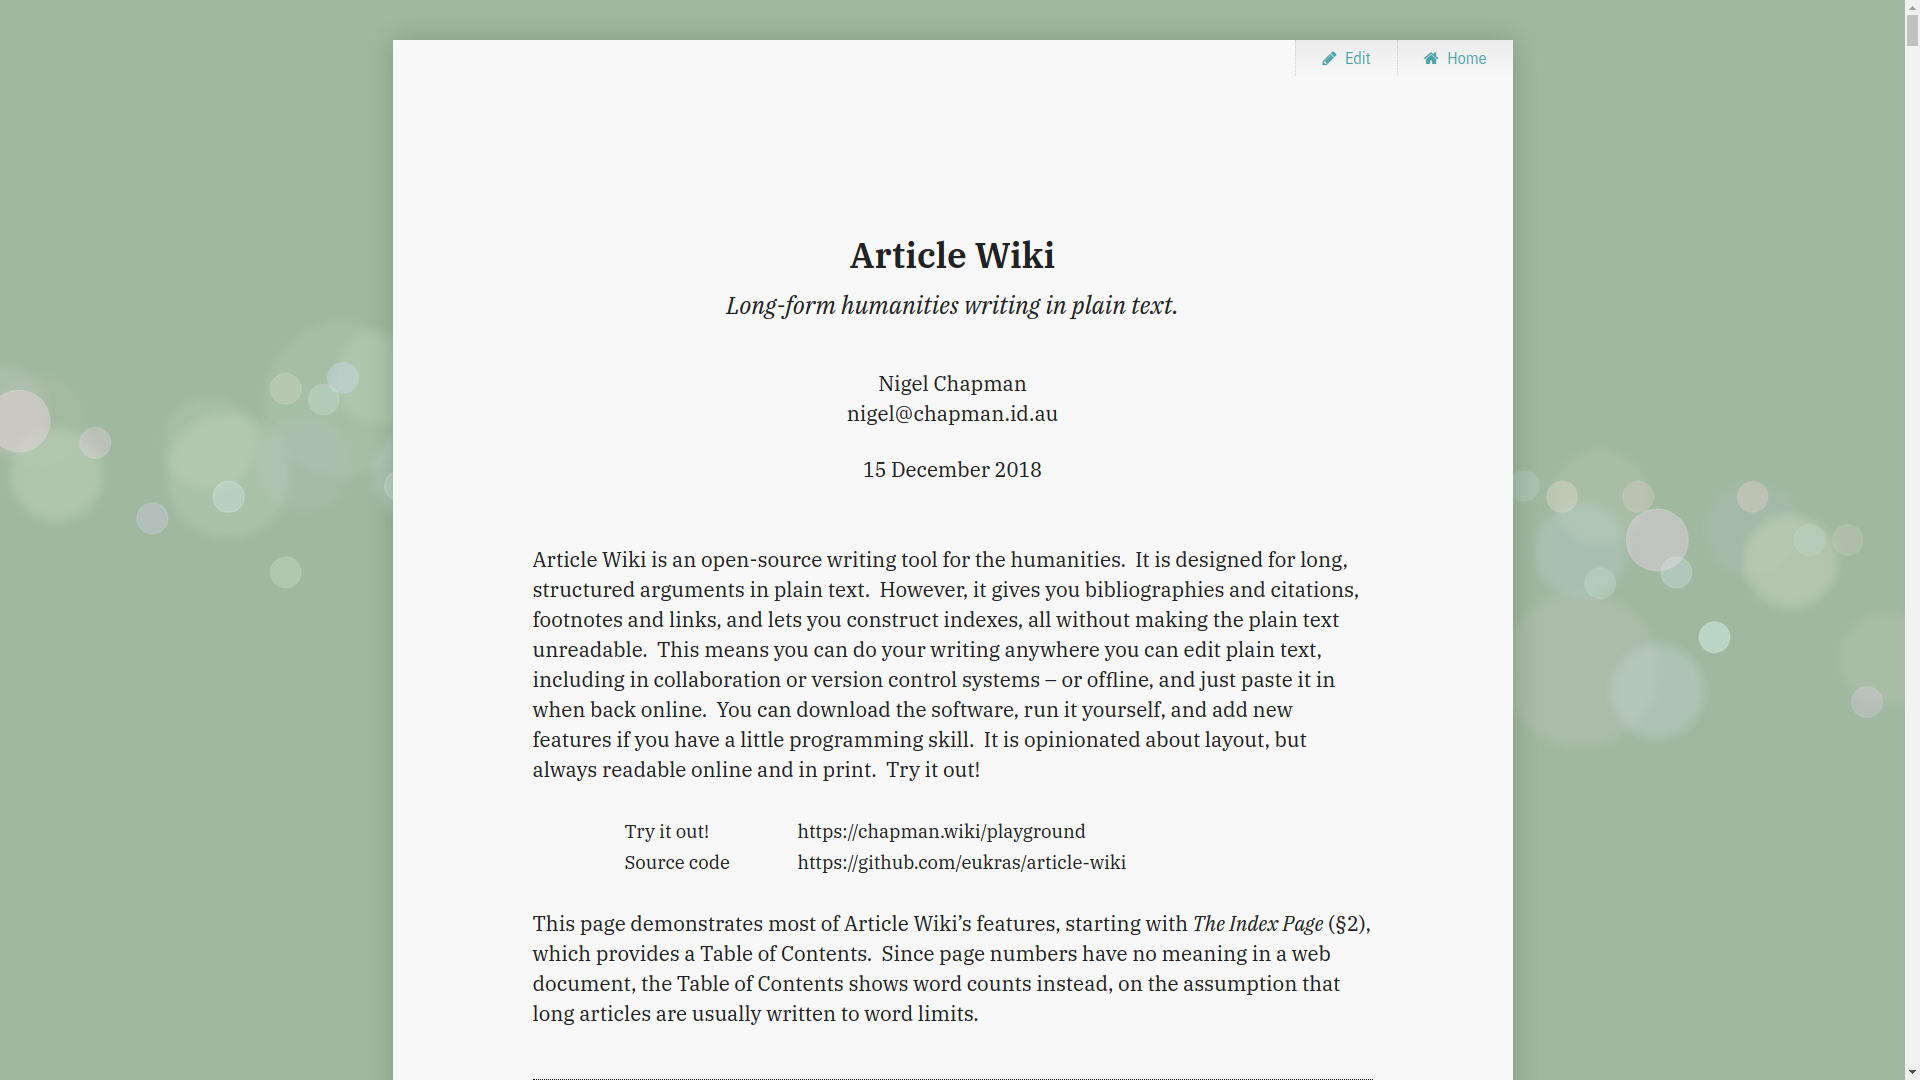 Edit
Home
Article Wiki
Long-form humanities writing in plain text.
Nigel Chapman
nigel@chapman.id.au
15 December 2018
Article Wiki is an open-source writing tool for the humanities. It is designed for long,
structured arguments in plain text. However, it gives you bibliographies and citations,
footnotes and links, and lets you construct indexes, all without making the plain text
unreadable. This means you can do your writing anywhere you can edit plain text,
including in collaboration or version control systems – or offline, and just paste it in
when back online. You can download the software, run it yourself, and add new
features if you have a little programming skill. It is opinionated about layout, but
always readable online and in print. Try it out!
Try it out! https://chapman.wiki/playground
Source code https://github.com/eukras/article-wiki
This page demonstrates most of Article Wiki’s features, starting with The Index Page (§2),
which provides a Table of Contents. Since page numbers have no meaning in a web
document, the Table of Contents shows word counts instead, on the assumption that
long articles are usually written to word limits.